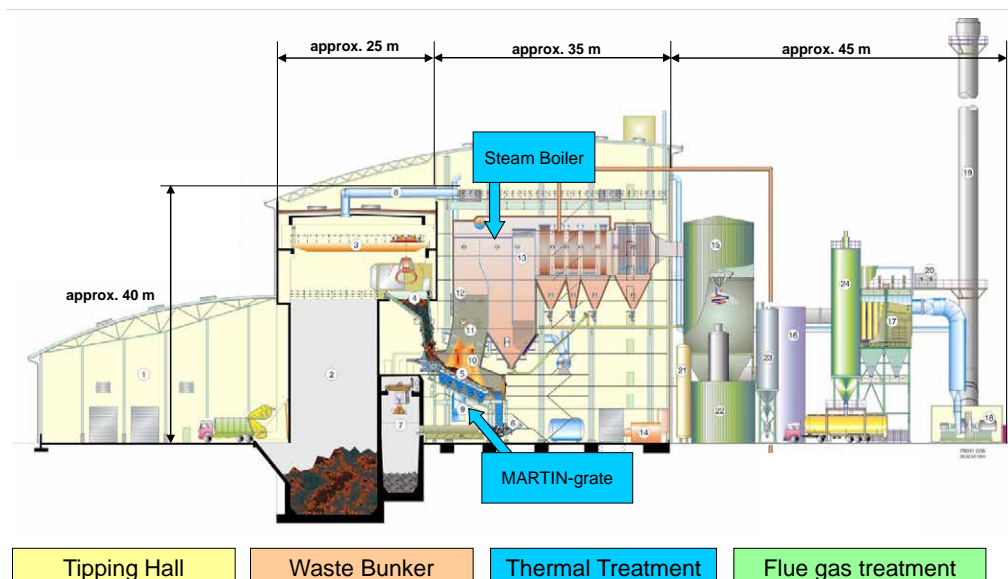 approx. 25 m
approx. 35 m
approx. 45 m
Steam Boiler
approx. 40 m
MARTIN-grate
1
2
3
4
5
6
7
8
9
10
11
12
13
14
15
16
17
18
19
20
21
22
23
24
Tipping Hall
Waste Bunker
Thermal Treatment
Flue gas treatment